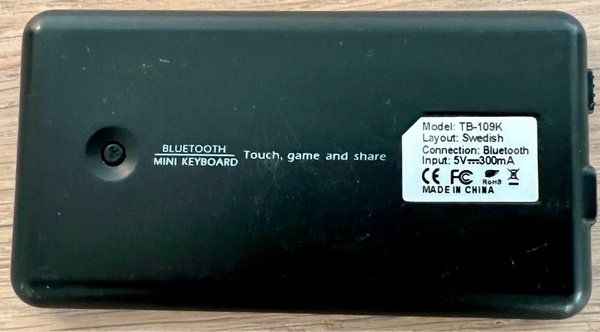 BLUETOOTH
MINI KEYBOARD
Touch, game and share
Model: TB-109K
Layout: Swedish
Connection: Bluetooth
Input: 5V⎓300mA
CE FC RoHS
MADE IN CHINA